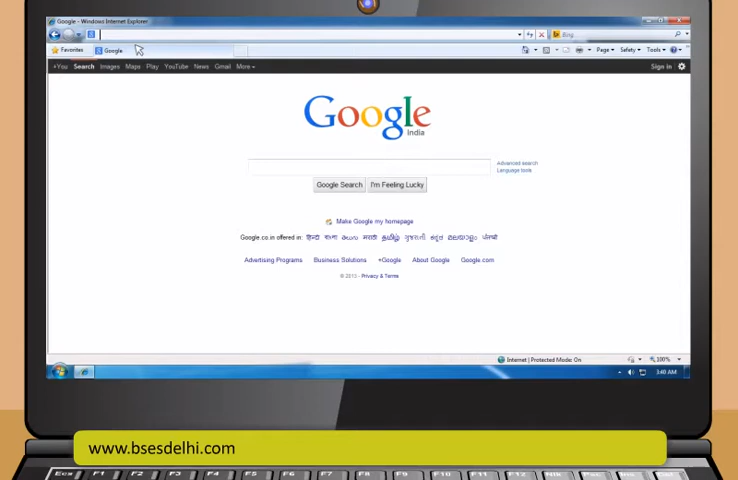 Google - Windows Internet Explorer
Bing
Favorites Google Page Safety Tools
+You Search Images Maps Play YouTube News Gmail More Sign in
Google
India
Advanced search
Language tools
Google Search I'm Feeling Lucky
Make Google my homepage
Google.co.in offered in: हिन्दी বাংলা తెలుగు मराठी தமிழ் ગુજરાતી ಕನ್ನಡ മലയാളം ਪੰਜਾਬੀ
Advertising Programs Business Solutions +Google About Google Google.com
© 2013 - Privacy & Terms
Internet | Protected Mode: On 100%
3:40 AM
www.bsesdelhi.com
Esc F1 F2 F3 F4 F5 F6 F7 F8 F9 F10 F11 F12